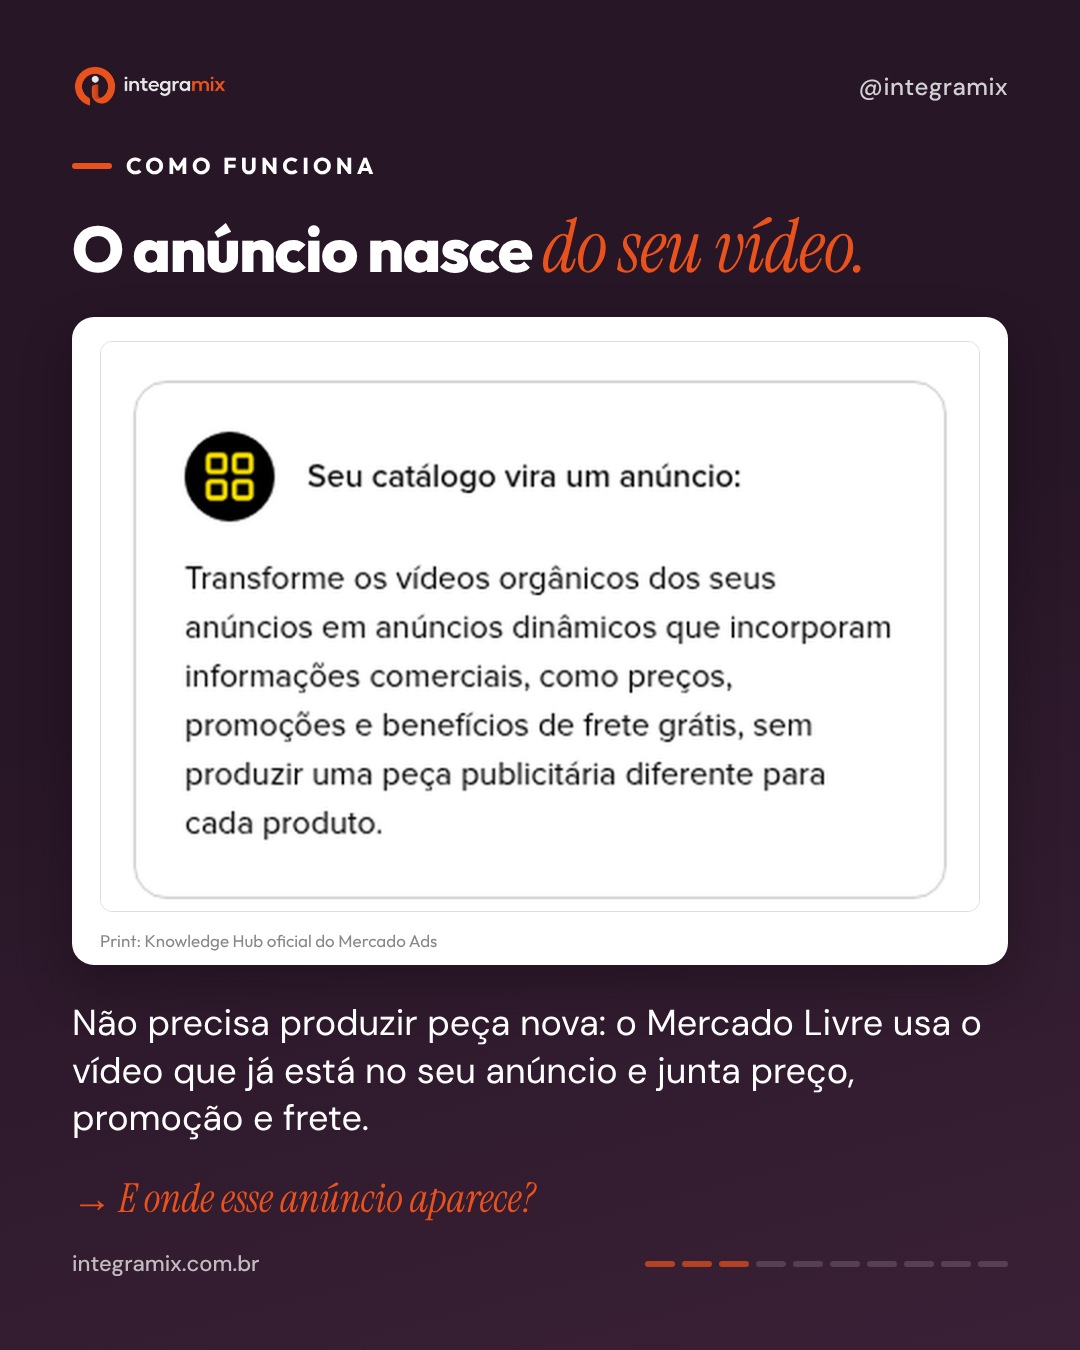 integramix
@integramix
COMO FUNCIONA
O anúncio nasce do seu vídeo.
Seu catálogo vira um anúncio:
Transforme os vídeos orgânicos dos seus
anúncios em anúncios dinâmicos que incorporam
informações comerciais, como preços,
promoções e benefícios de frete grátis, sem
produzir uma peça publicitária diferente para
cada produto.
Print: Knowledge Hub oficial do Mercado Ads
Não precisa produzir peça nova: o Mercado Livre usa o
vídeo que já está no seu anúncio e junta preço,
promoção e frete.
→ E onde esse anúncio aparece?
integramix.com.br